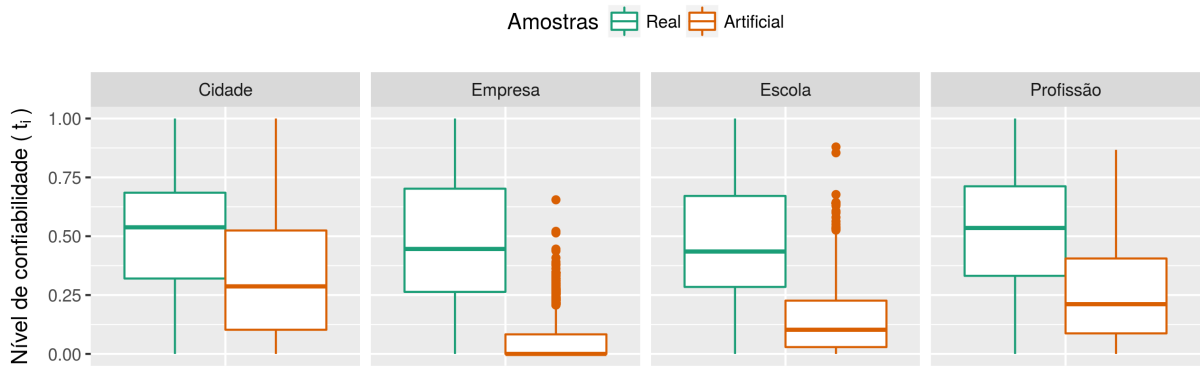 Amostras Real Artificial
Cidade Empresa Escola Profissão
Nível de confiabilidade ( tᵢ )
1.00
0.75
0.50
0.25
0.00